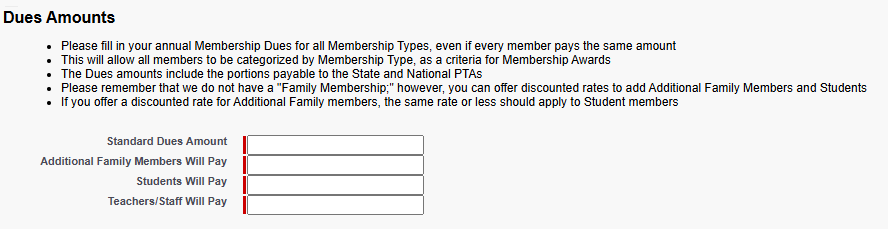 Dues Amounts
• Please fill in your annual Membership Dues for all Membership Types, even if every member pays the same amount
• This will allow all members to be categorized by Membership Type, as a criteria for Membership Awards
• The Dues amounts include the portions payable to the State and National PTAs
• Please remember that we do not have a "Family Membership;" however, you can offer discounted rates to add Additional Family Members and Students
• If you offer a discounted rate for Additional Family members, the same rate or less should apply to Student members
Standard Dues Amount
Additional Family Members Will Pay
Students Will Pay
Teachers/Staff Will Pay